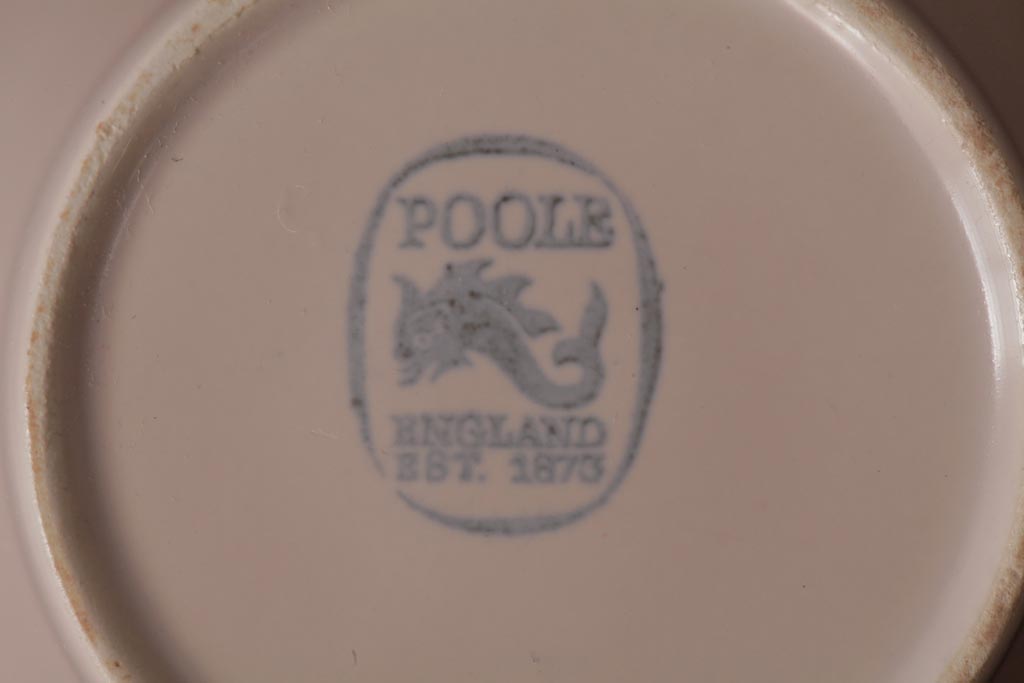 POOLE
ENGLAND
EST. 1873